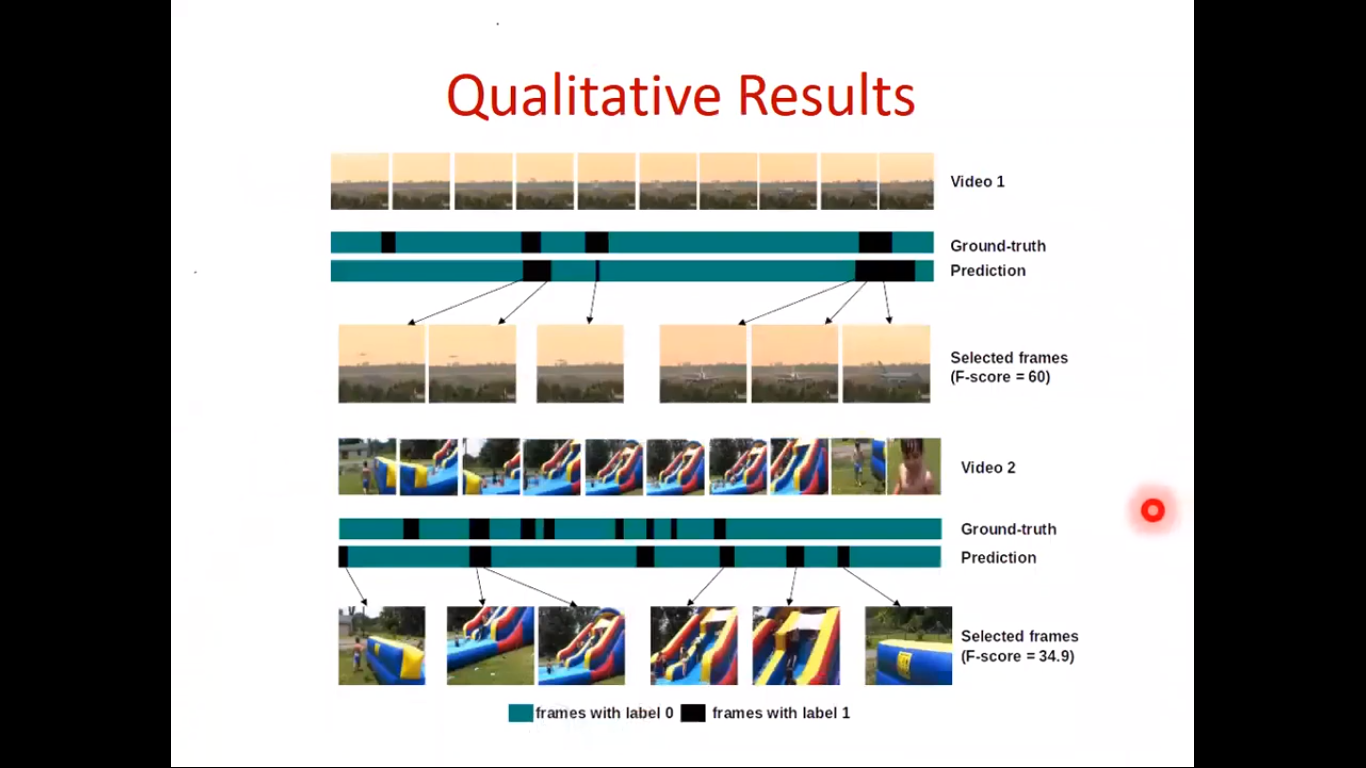 Qualitative Results
Video 1
Ground-truth
Prediction
Selected frames
(F-score = 60)
Video 2
Ground-truth
Prediction
Selected frames
(F-score = 34.9)
frames with label 0
frames with label 1